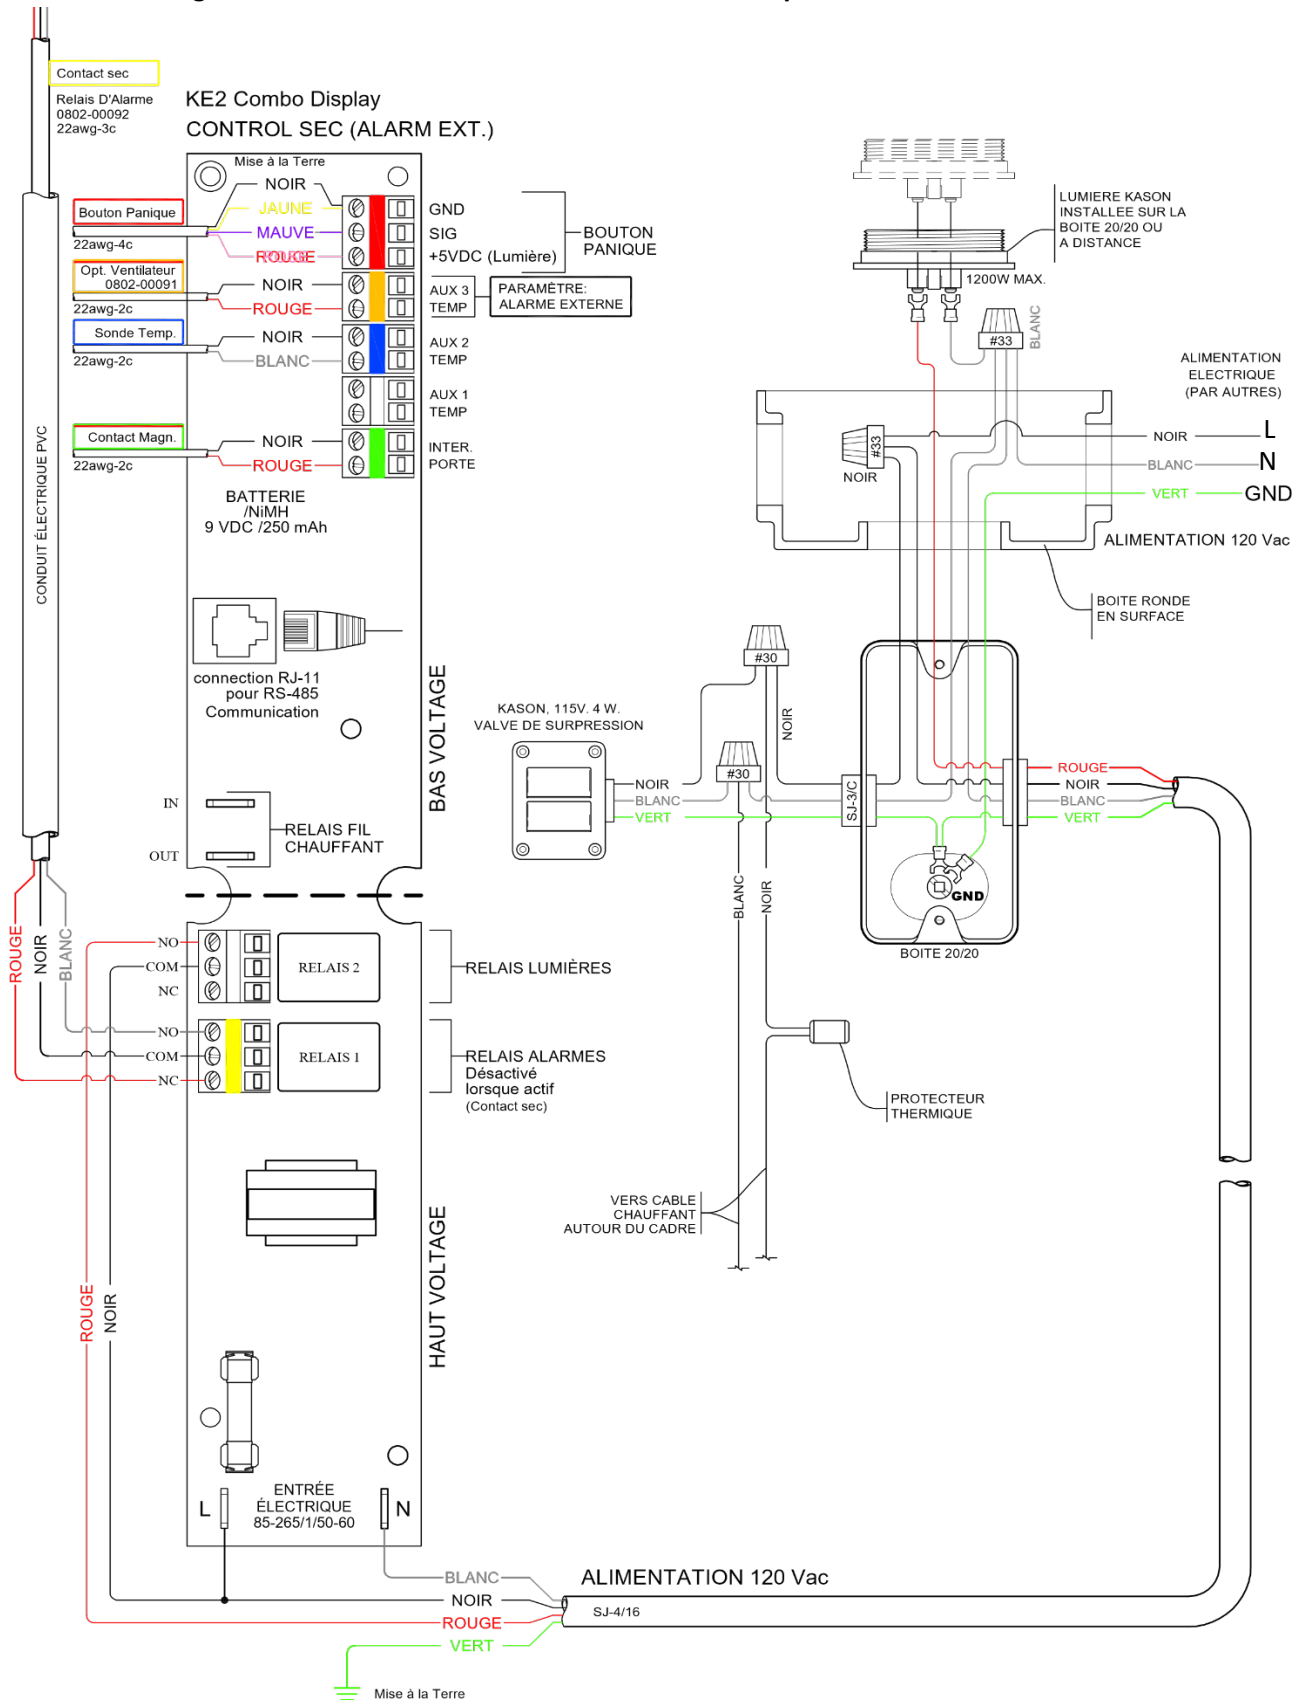 Contact sec
Relais D'Alarme
0802-00092
22awg-3c
KE2 Combo Display
CONTROL SEC (ALARM EXT.)
Mise à la Terre
Bouton Panique
22awg-4c
NOIR
JAUNE
MAUVE
ROUGE
GND
SIG
+5VDC (Lumière)
BOUTON
PANIQUE
Opt. Ventilateur
0802-00091
22awg-2c
NOIR
ROUGE
AUX 3
TEMP
PARAMÈTRE:
ALARME EXTERNE
Sonde Temp.
22awg-2c
NOIR
BLANC
AUX 2
TEMP
AUX 1
TEMP
Contact Magn.
22awg-2c
NOIR
ROUGE
INTER.
PORTE
BATTERIE
/NiMH
9 VDC /250 mAh
CONDUIT ÉLECTRIQUE PVC
connection RJ-11
pour RS-485
Communication
BAS VOLTAGE
IN
OUT
RELAIS FIL
CHAUFFANT
ROUGE
NOIR
BLANC
NO
COM
NC
RELAIS 2
RELAIS LUMIÈRES
NO
COM
NC
RELAIS 1
RELAIS ALARMES
Désactivé
lorsque actif
(Contact sec)
HAUT VOLTAGE
ROUGE
NOIR
L
ENTRÉE
ÉLECTRIQUE
85-265/1/50-60
N
BLANC
NOIR
ROUGE
VERT
Mise à la Terre
ALIMENTATION 120 Vac
SJ-4/16
LUMIERE KASON
INSTALLEE SUR LA
BOITE 20/20 OU
A DISTANCE
1200W MAX.
#33
BLANC
ALIMENTATION
ELECTRIQUE
(PAR AUTRES)
#33
NOIR
NOIR
L
BLANC
N
VERT
GND
ALIMENTATION 120 Vac
BOITE RONDE
EN SURFACE
#30
NOIR
KASON, 115V. 4 W.
VALVE DE SURPRESSION
#30
NOIR
BLANC
VERT
SJ-3/C
ROUGE
NOIR
BLANC
VERT
GND
BOITE 20/20
BLANC
NOIR
PROTECTEUR
THERMIQUE
VERS CABLE
CHAUFFANT
AUTOUR DU CADRE